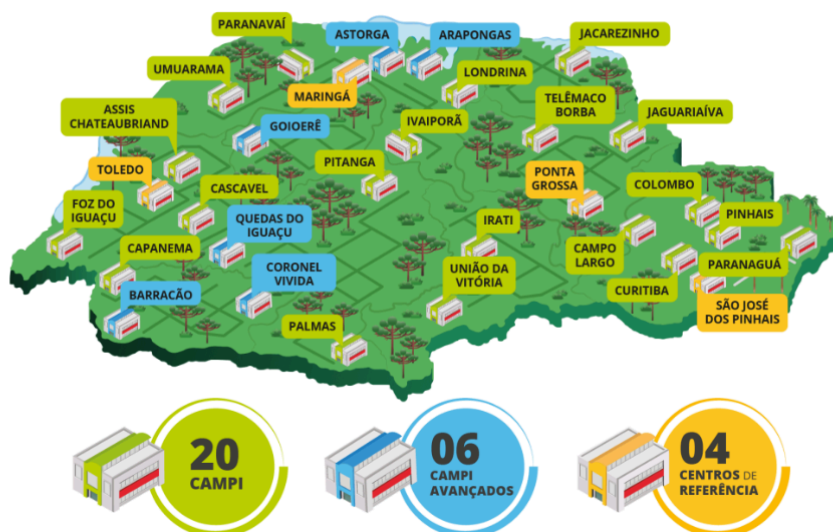 PARANAVAÍ
ASTORGA
ARAPONGAS
JACAREZINHO
UMUARAMA
MARINGÁ
LONDRINA
ASSIS
CHATEAUBRIAND
GOIOERÊ
IVAIPORÃ
TELÊMACO
BORBA
JAGUARIAÍVA
TOLEDO
PITANGA
CASCAVEL
PONTA
GROSSA
COLOMBO
FOZ DO
IGUAÇU
QUEDAS DO
IGUAÇU
IRATI
PINHAIS
CAPANEMA
CAMPO
LARGO
UNIÃO DA
VITÓRIA
PARANAGUÁ
CORONEL
VIVIDA
CURITIBA
BARRACÃO
SÃO JOSÉ
DOS PINHAIS
PALMAS
20
CAMPI
06
CAMPI
AVANÇADOS
04
CENTROS DE
REFERÊNCIA